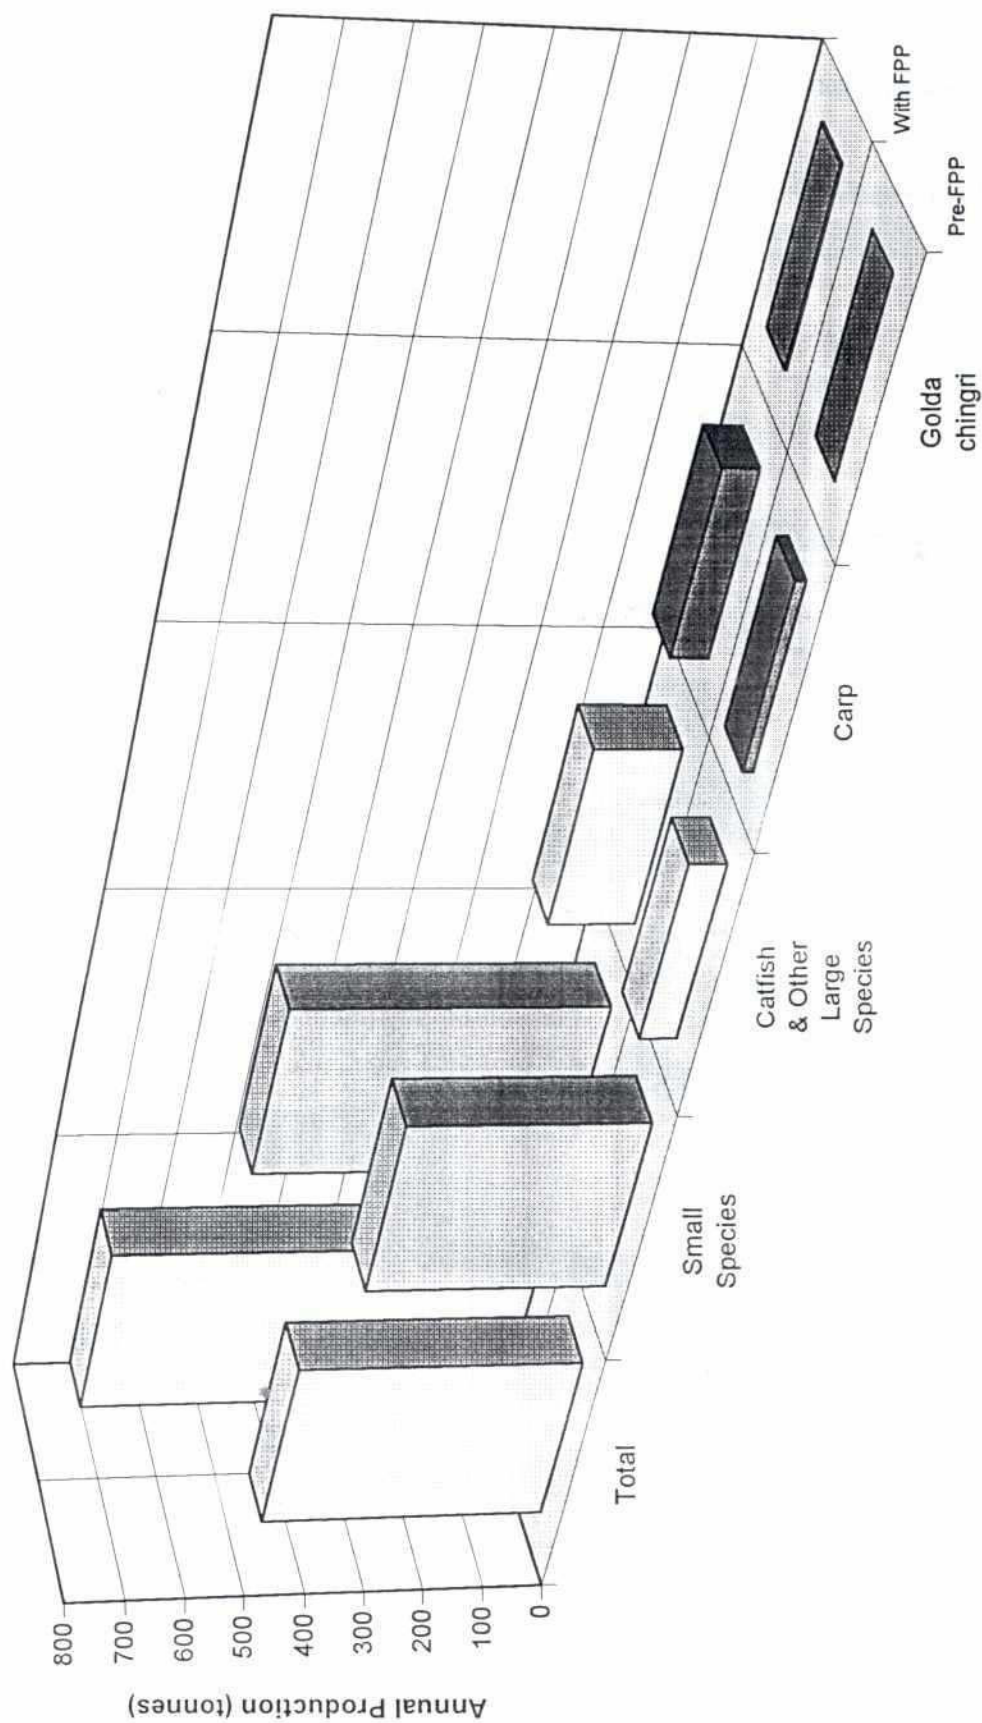 Annual Production (tonnes)
800
700
600
500
400
300
200
100
0
Total
Small
Species
Catfish
& Other
Large
Species
Carp
Golda
chingri
Pre-FPP
With FPP